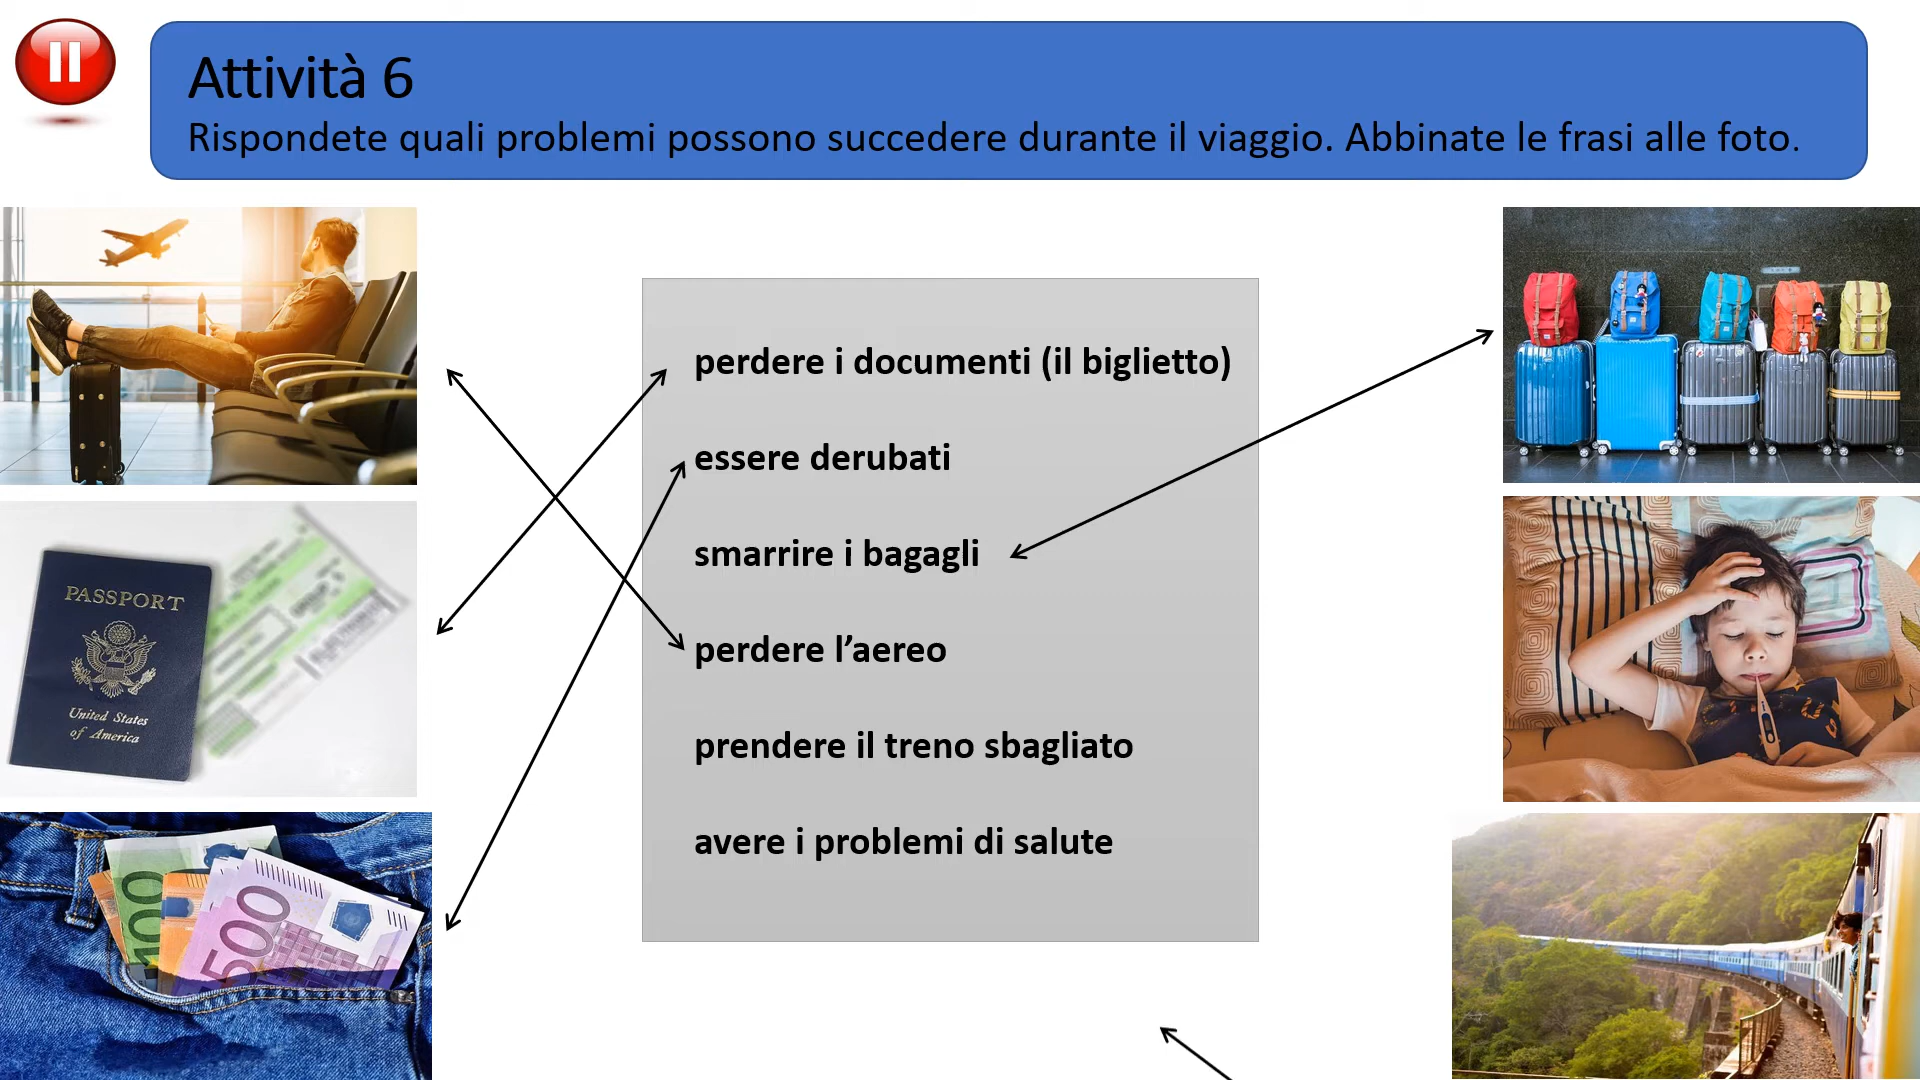 Attività 6
Rispondete quali problemi possono succedere durante il viaggio. Abbinate le frasi alle foto.
perdere i documenti (il biglietto)
essere derubati
smarrire i bagagli
perdere l’aereo
prendere il treno sbagliato
avere i problemi di salute
PASSPORT
United States
of America
100
500